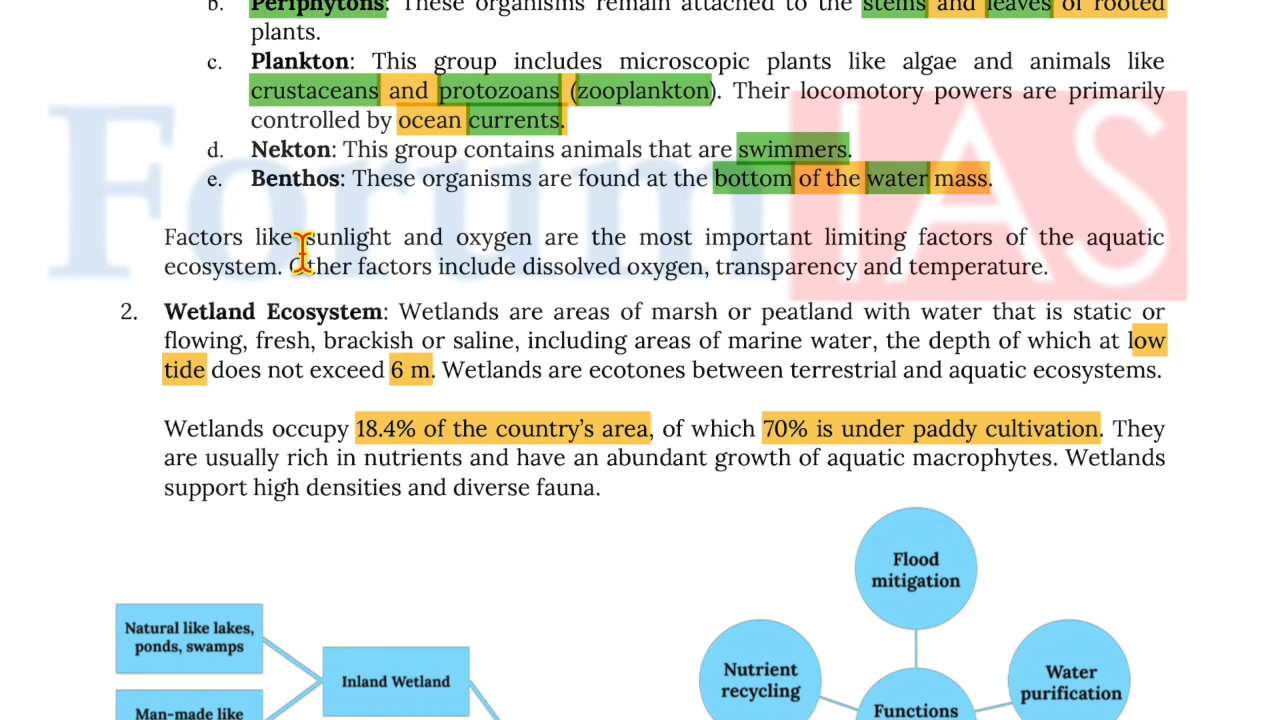 b. Periphytons: These organisms remain attached to the stems and leaves of rooted
plants.
c. Plankton: This group includes microscopic plants like algae and animals like
crustaceans and protozoans (zooplankton). Their locomotory powers are primarily
controlled by ocean currents.
d. Nekton: This group contains animals that are swimmers.
e. Benthos: These organisms are found at the bottom of the water mass.
ForumIAS
Factors like sunlight and oxygen are the most important limiting factors of the aquatic
ecosystem. Other factors include dissolved oxygen, transparency and temperature.
2. Wetland Ecosystem: Wetlands are areas of marsh or peatland with water that is static or
flowing, fresh, brackish or saline, including areas of marine water, the depth of which at low
tide does not exceed 6 m. Wetlands are ecotones between terrestrial and aquatic ecosystems.
Wetlands occupy 18.4% of the country's area, of which 70% is under paddy cultivation. They
are usually rich in nutrients and have an abundant growth of aquatic macrophytes. Wetlands
support high densities and diverse fauna.
Natural like lakes,
ponds, swamps
Inland Wetland
Man-made like
Flood
mitigation
Nutrient
recycling
Water
purification
Functions